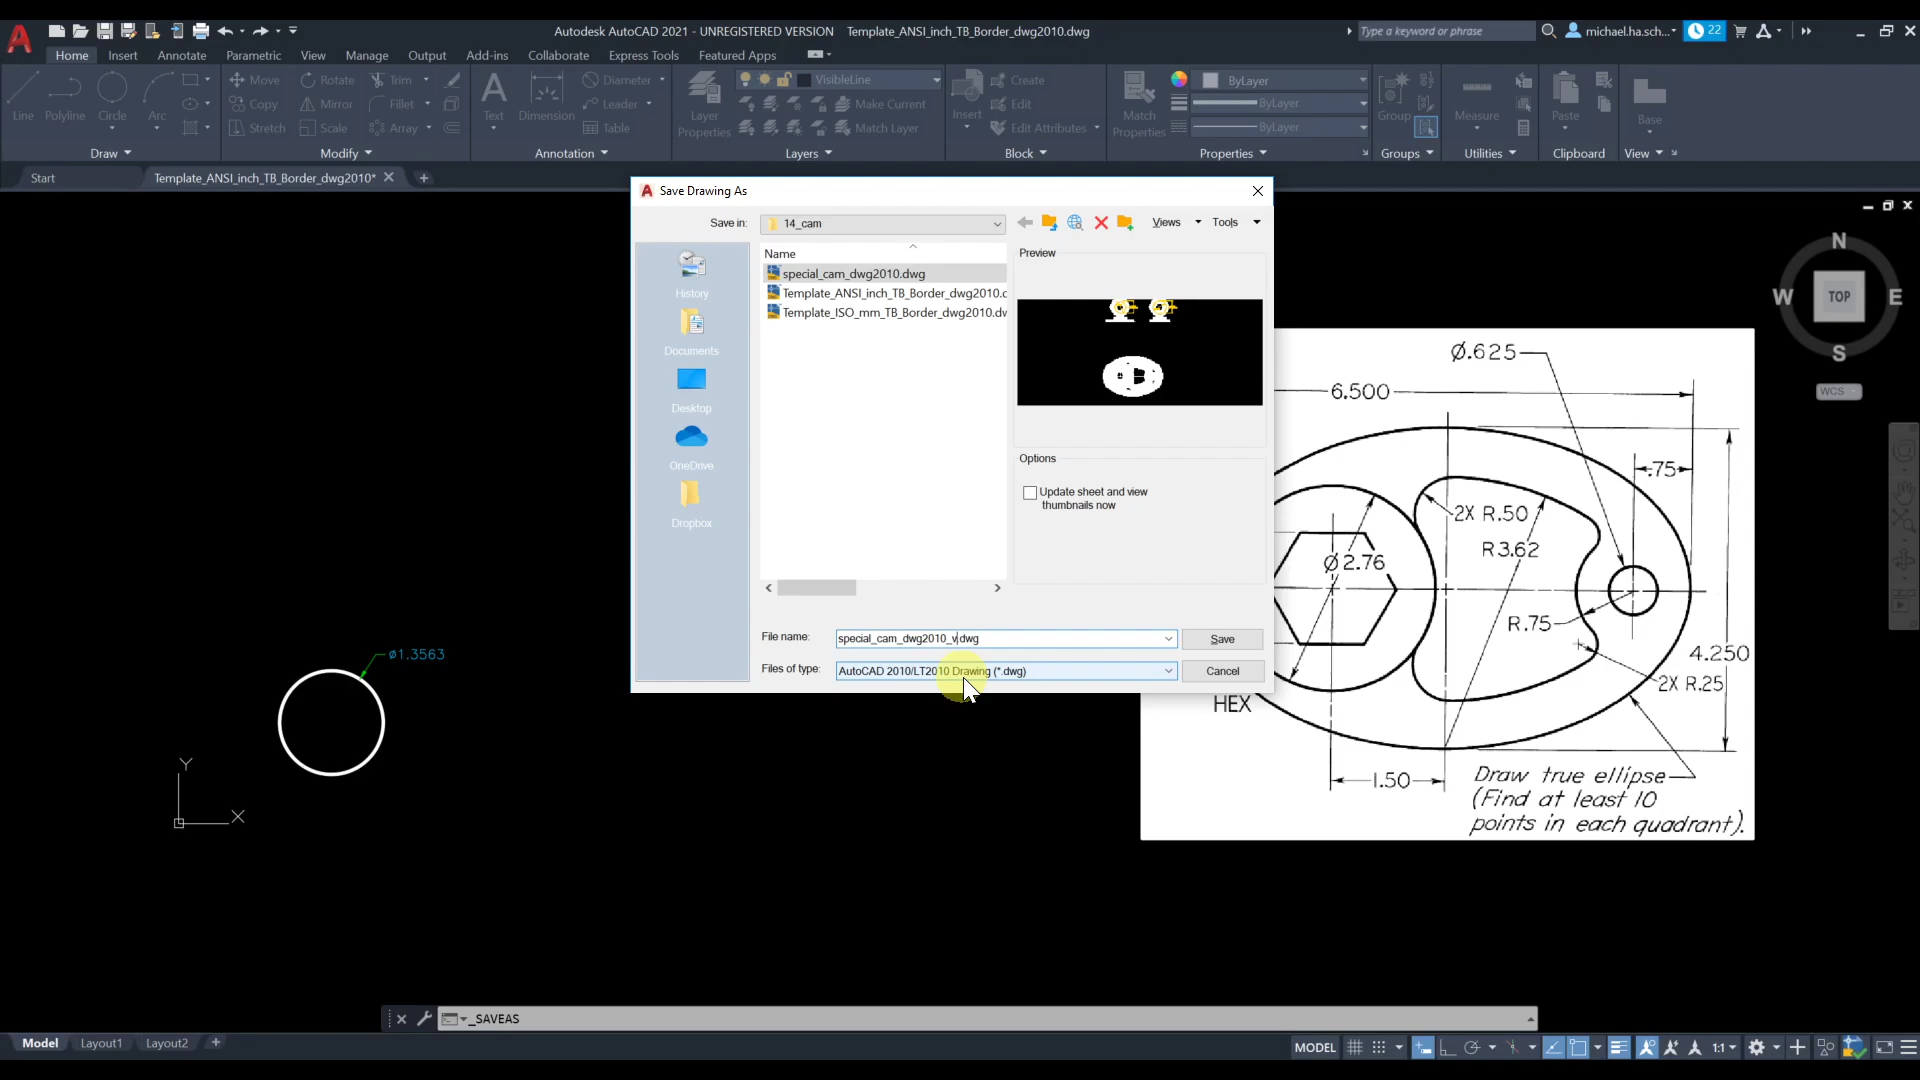 Autodesk AutoCAD 2021 - UNREGISTERED VERSION Template_ANSI_inch_TB_Border_dwg2010.dwg
Type a keyword or phrase
michael.ha.sch...
22
Home Insert Annotate Parametric View Manage Output Add-ins Collaborate Express Tools Featured Apps
Line Polyline Circle Arc
Move Rotate Trim
Copy Mirror Fillet
Stretch Scale Array
Text Dimension
Diameter
Leader
Table
Layer Properties
VisibleLine
Make Current
Match Layer
Insert
Create
Edit
Edit Attributes
Match Properties
ByLayer
ByLayer
ByLayer
Group
Measure
Paste
Base
Draw Modify Annotation Layers Block Properties Groups Utilities Clipboard View
Start
Template_ANSI_inch_TB_Border_dwg2010*
Save Drawing As
Save in: 14_cam
Views Tools
Name
special_cam_dwg2010.dwg
Template_ANSI_inch_TB_Border_dwg2010.d
Template_ISO_mm_TB_Border_dwg2010.dw
History
Documents
Desktop
OneDrive
Dropbox
Preview
Options
Update sheet and view
thumbnails now
File name: special_cam_dwg2010_v.dwg
Save
Files of type: AutoCAD 2010/LT2010 Drawing (*.dwg)
Cancel
N
W TOP E
S
WCS
Ø.625
6.500
.75
2X R.50
R3.62
Ø2.76
R.75
4.250
2X R.25
HEX
1.50
Draw true ellipse
(Find at least 10
points in each quadrant).
Ø1.3563
Y
X
_SAVEAS
Model Layout1 Layout2
MODEL
1:1